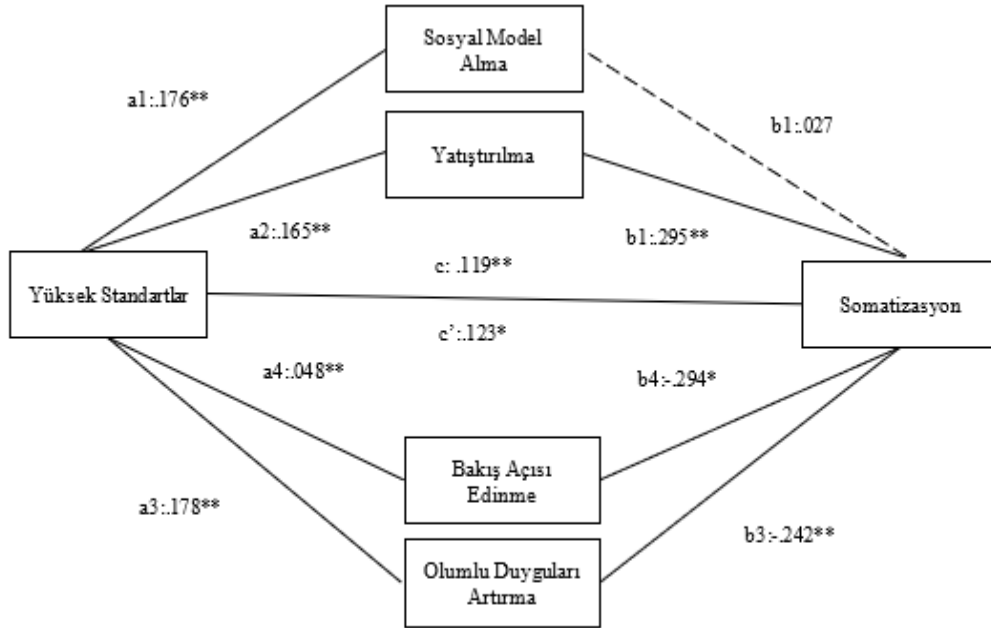 Sosyal Model
Alma
a1:.176**
b1:.027
Yatıştırılma
a2:.165**
b1:.295**
c: .119**
Yüksek Standartlar
Somatizasyon
c’:.123*
a4:.048**
b4:-.294*
Bakış Açısı
Edinme
a3:.178**
b3:-.242**
Olumlu Duyguları
Artırma